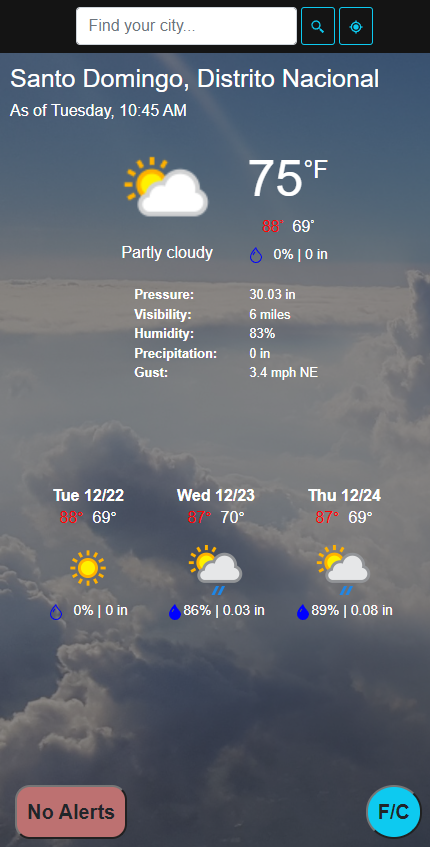 Find your city...
Santo Domingo, Distrito Nacional
As of Tuesday, 10:45 AM
75°F
88° 69°
Partly cloudy
0% | 0 in
Pressure: 30.03 in
Visibility: 6 miles
Humidity: 83%
Precipitation: 0 in
Gust: 3.4 mph NE
Tue 12/22 Wed 12/23 Thu 12/24
88° 69° 87° 70° 87° 69°
0% | 0 in 86% | 0.03 in 89% | 0.08 in
No Alerts F/C